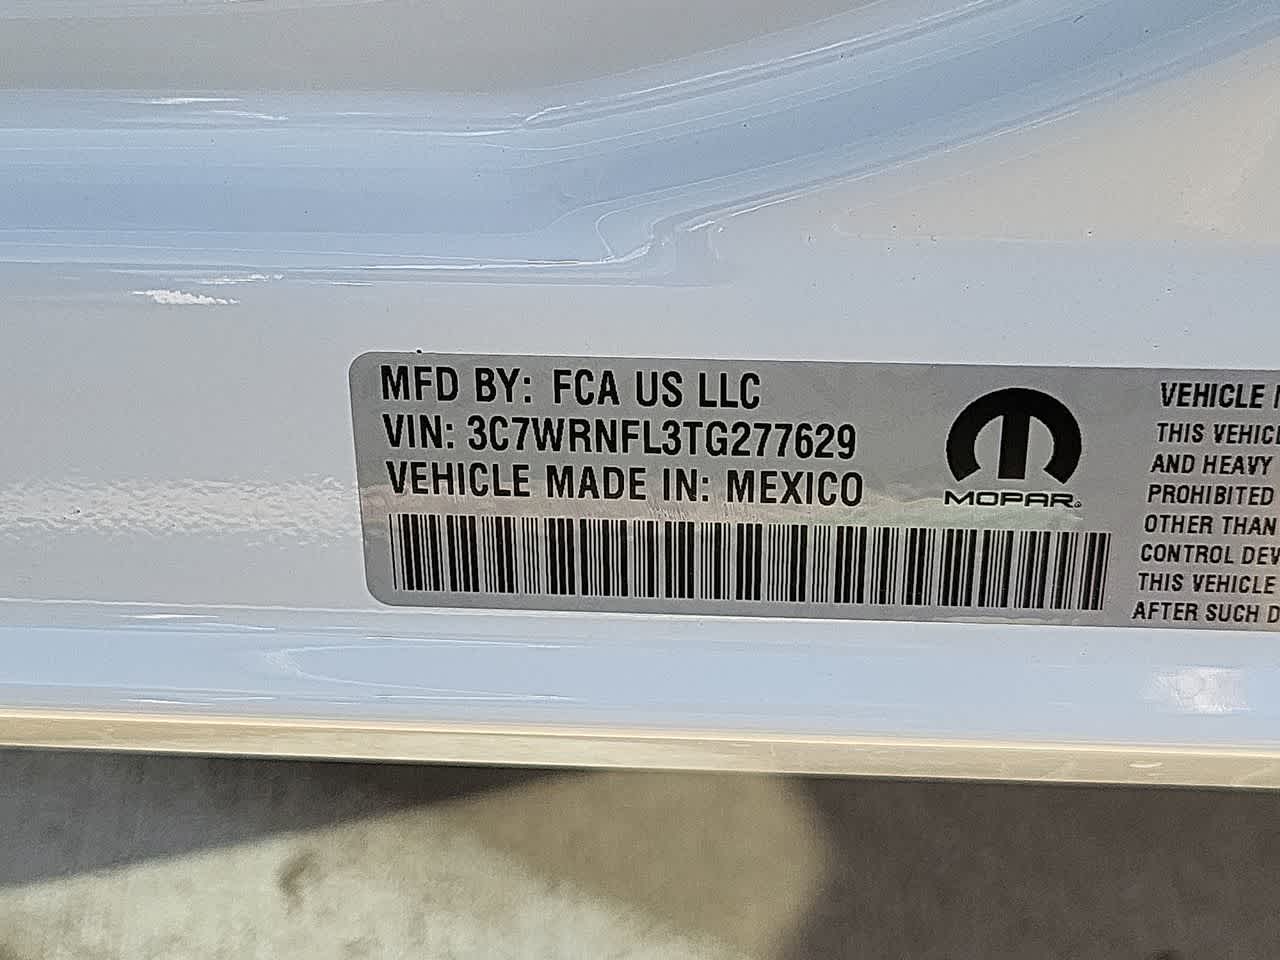 MFD BY: FCA US LLC
VIN: 3C7WRNFL3TG277629
VEHICLE MADE IN: MEXICO
MOPAR®
VEHICLE
THIS VEHIC
AND HEAVY
PROHIBITED
OTHER THAN
CONTROL DEV
THIS VEHICLE
AFTER SUCH D